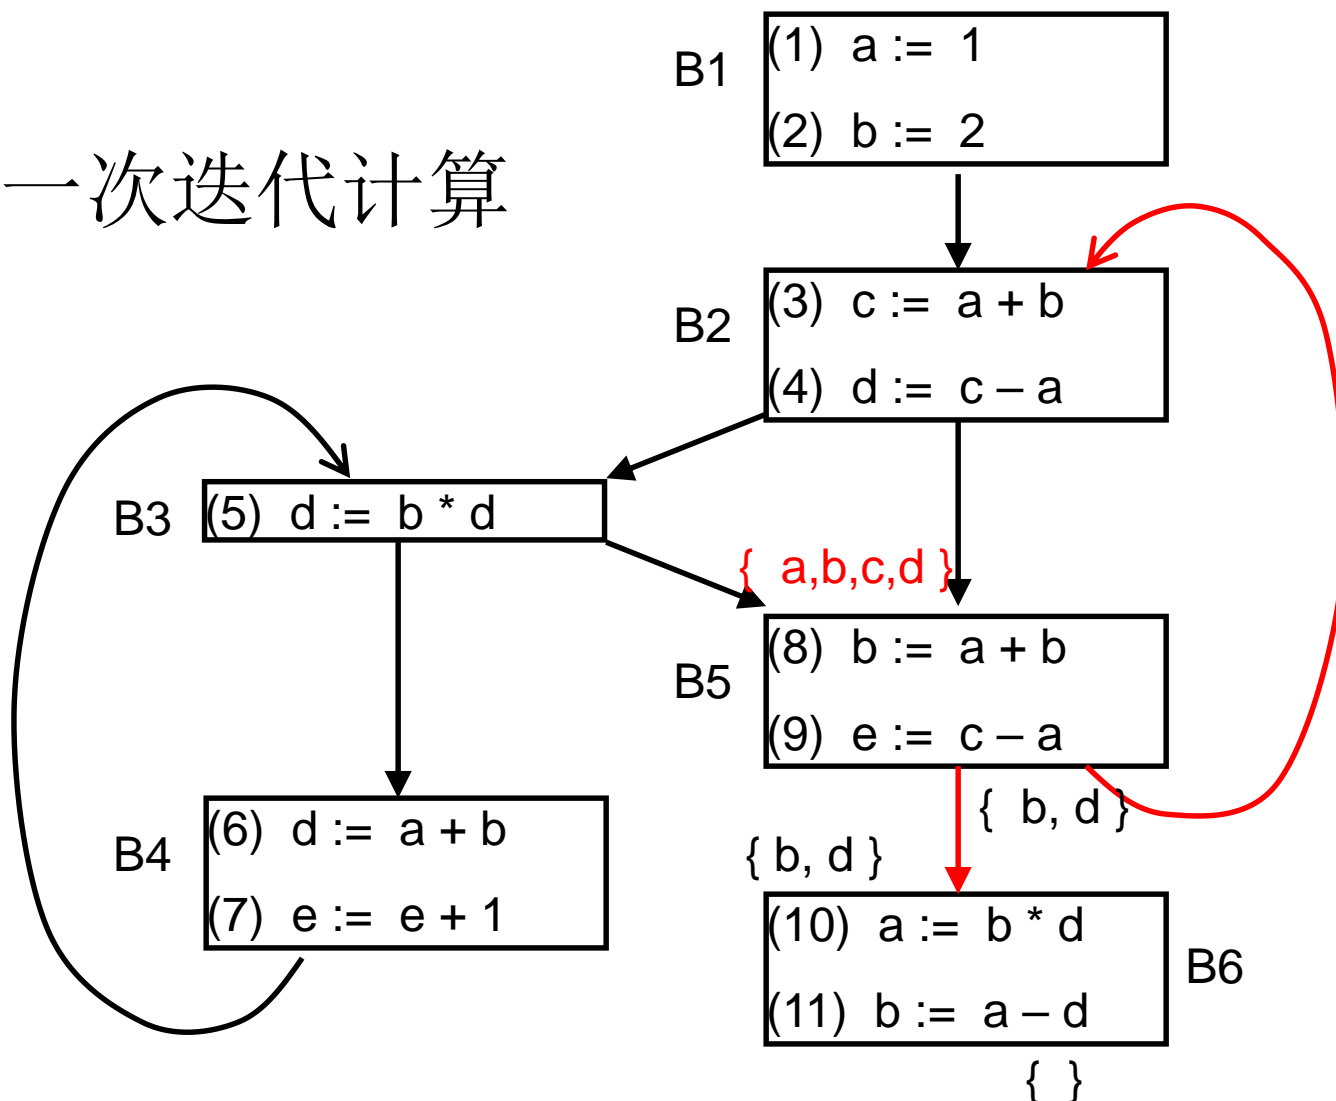 一次迭代计算
B1
(1) a := 1
(2) b := 2
B2
(3) c := a + b
(4) d := c – a
B3
(5) d := b * d
{ a,b,c,d }
B5
(8) b := a + b
(9) e := c – a
{ b, d }
{ b, d }
B4
(6) d := a + b
(7) e := e + 1
(10) a := b * d
(11) b := a – d
B6
{ }